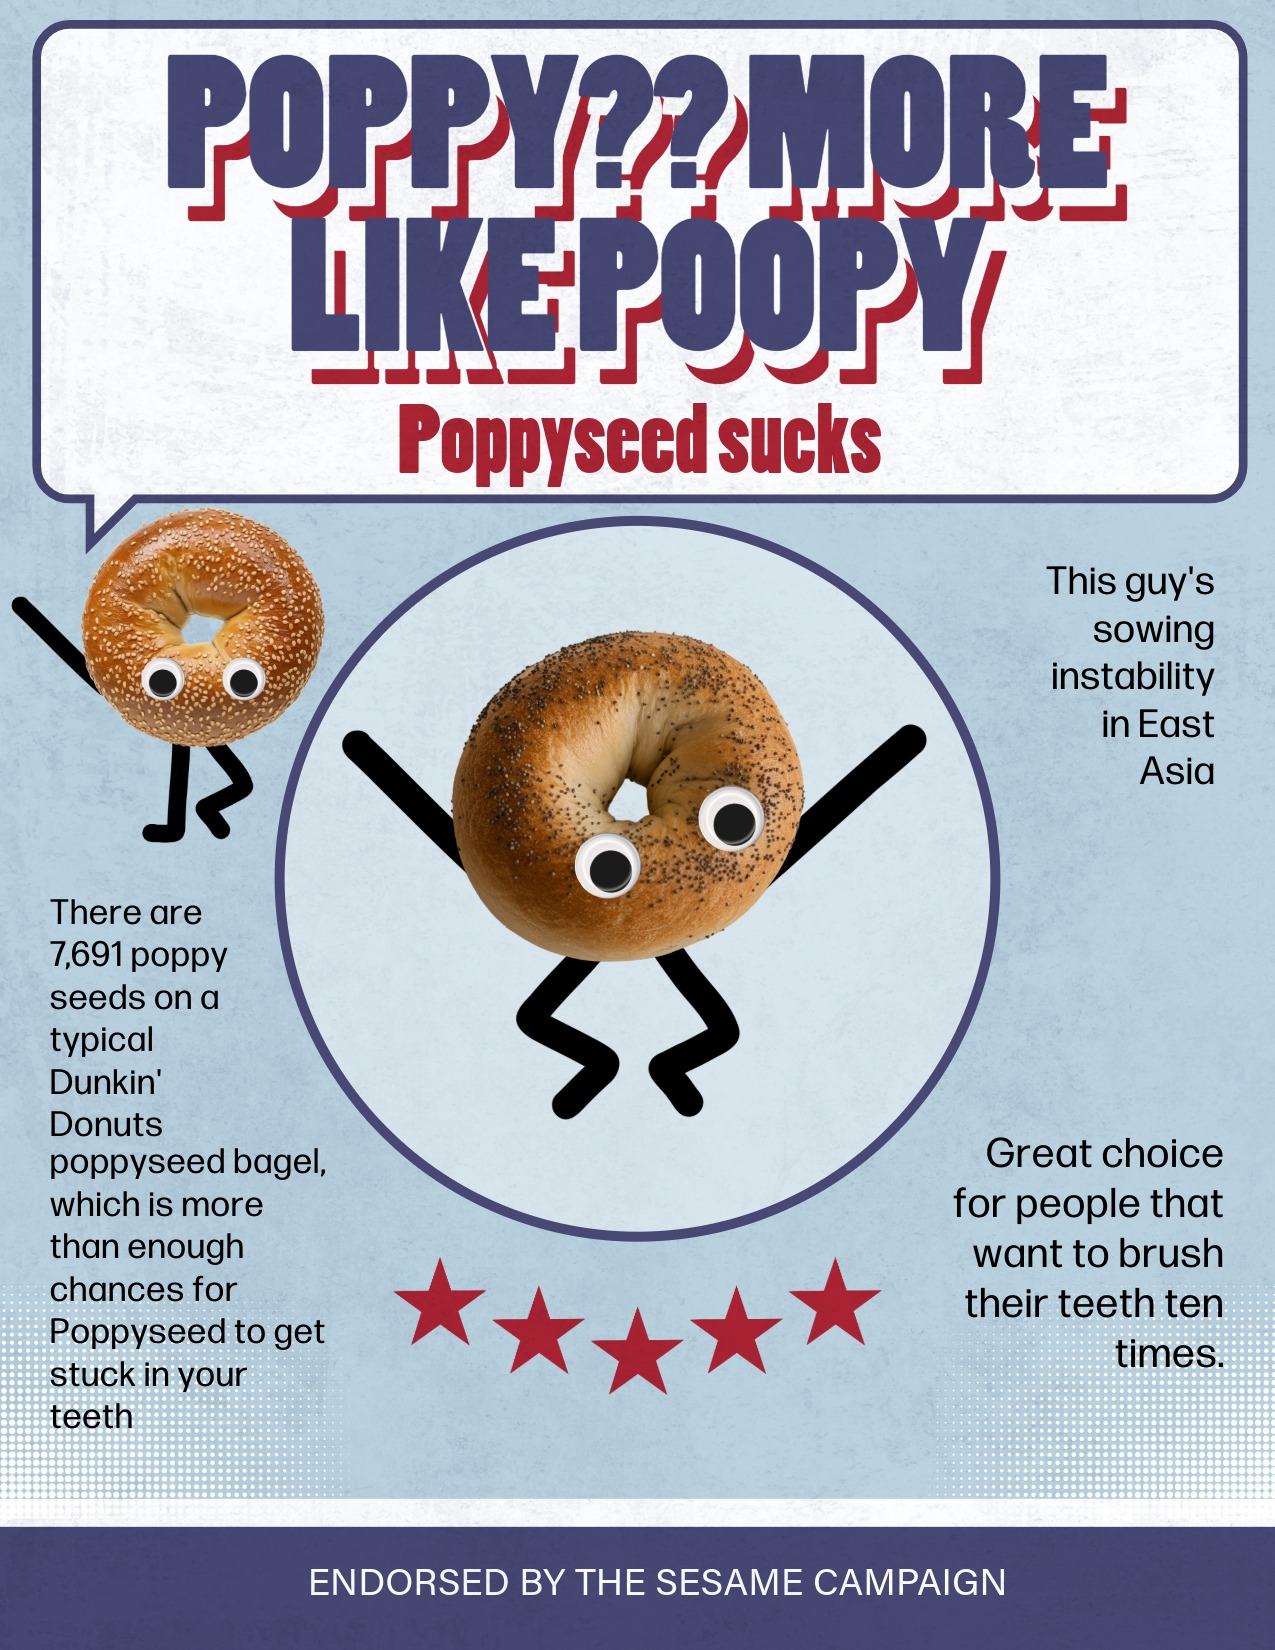 POPPY?? MORE
LIKE POOPY
Poppyseed sucks
This guy's
sowing
instability
in East
Asia
There are
7,691 poppy
seeds on a
typical
Dunkin'
Donuts
poppyseed bagel,
which is more
than enough
chances for
Poppyseed to get
stuck in your
teeth
Great choice
for people that
want to brush
their teeth ten
times.
ENDORSED BY THE SESAME CAMPAIGN